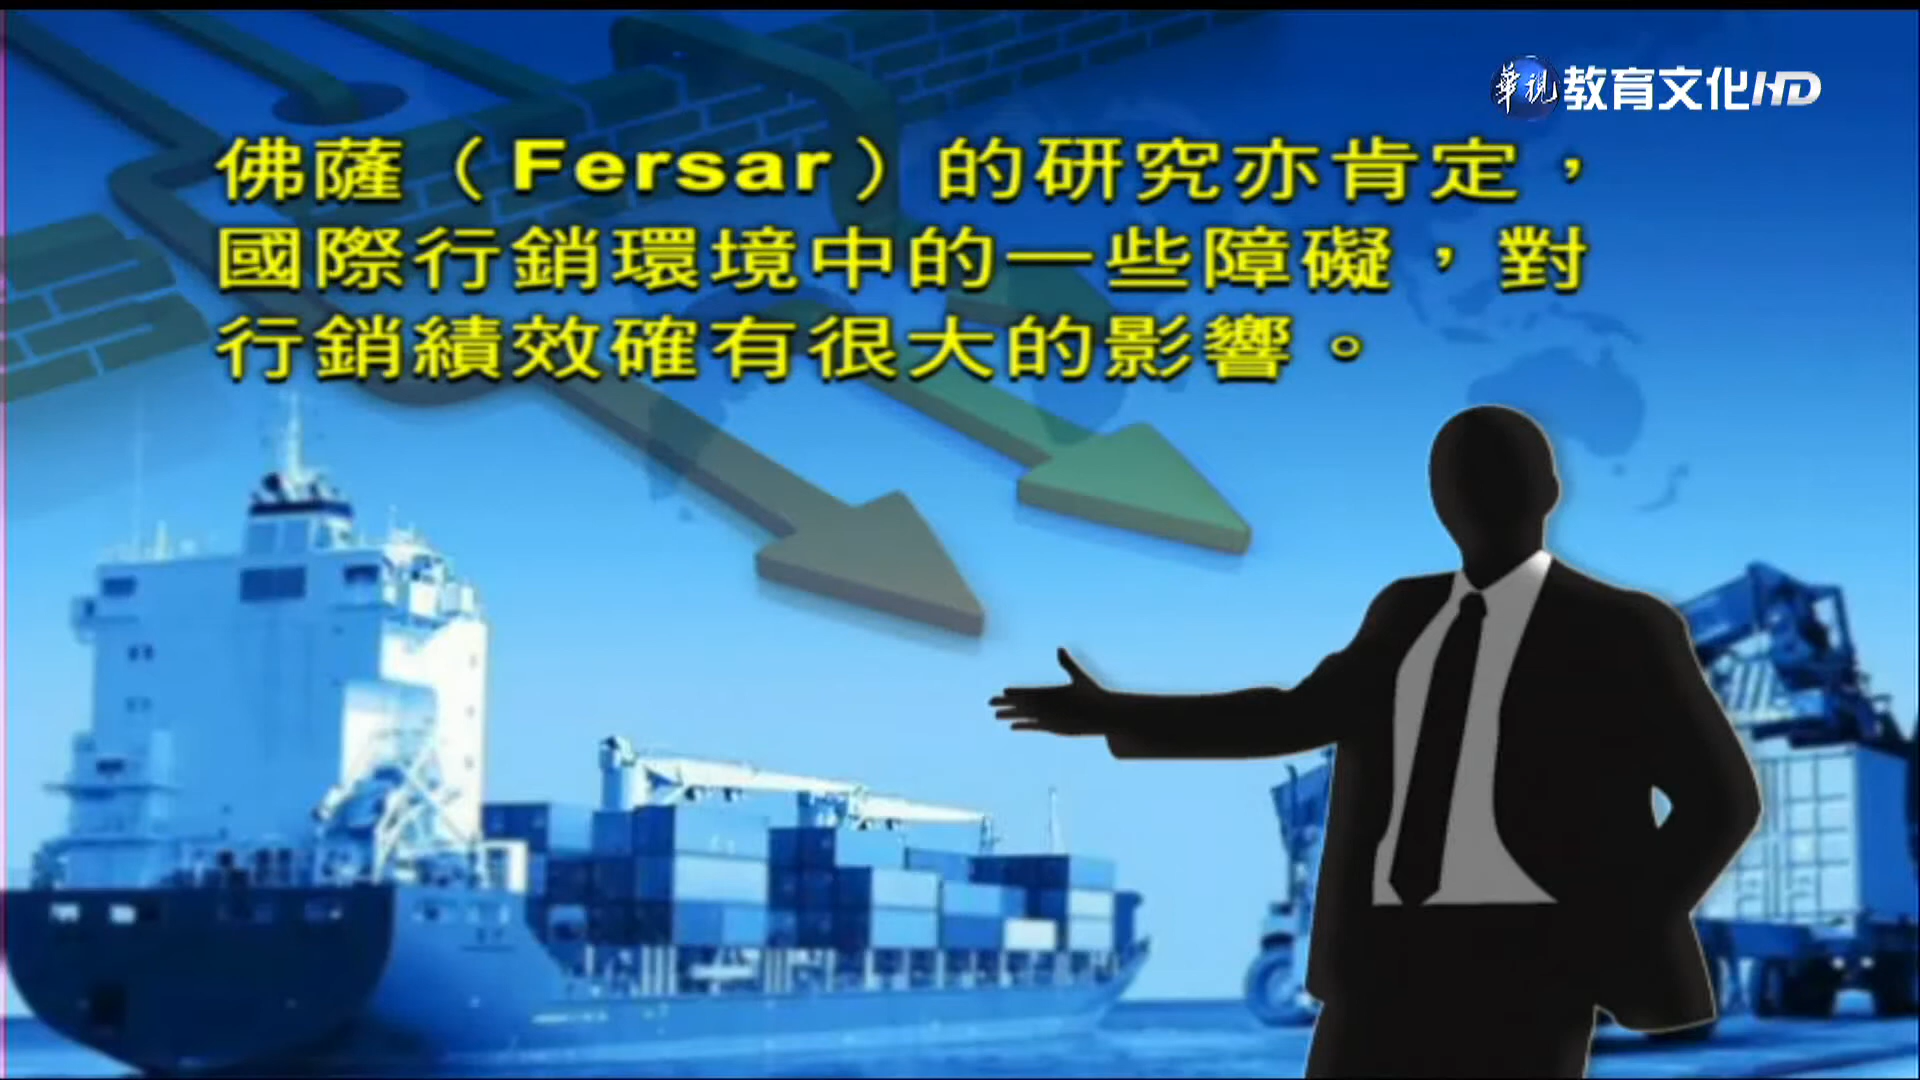 華視 教育文化HD
佛薩（Fersar）的研究亦肯定，
國際行銷環境中的一些障礙，對
行銷績效確有很大的影響。